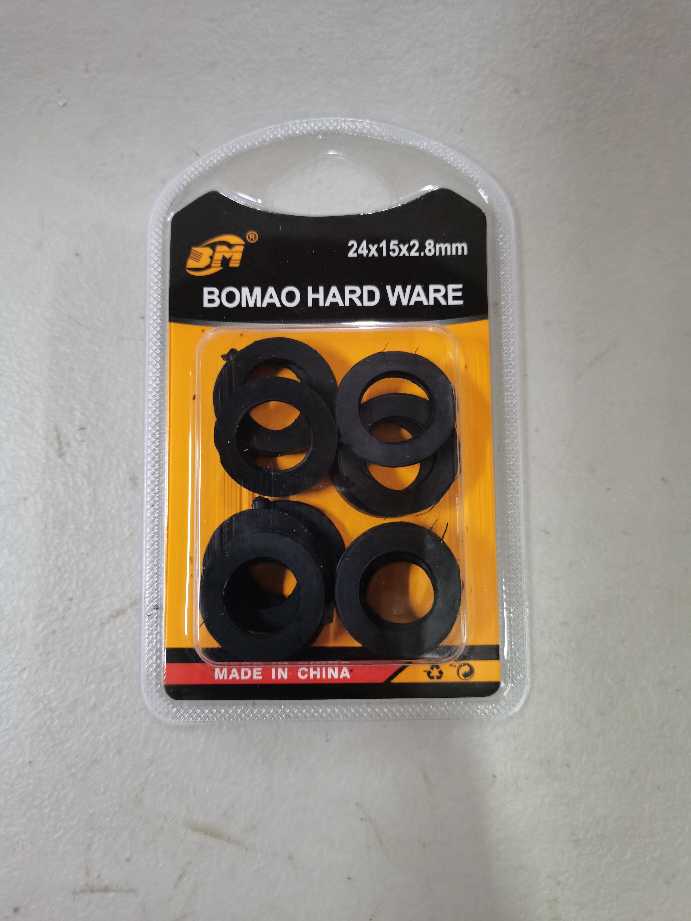 BM®
24x15x2.8mm
BOMAO HARD WARE
MADE IN CHINA